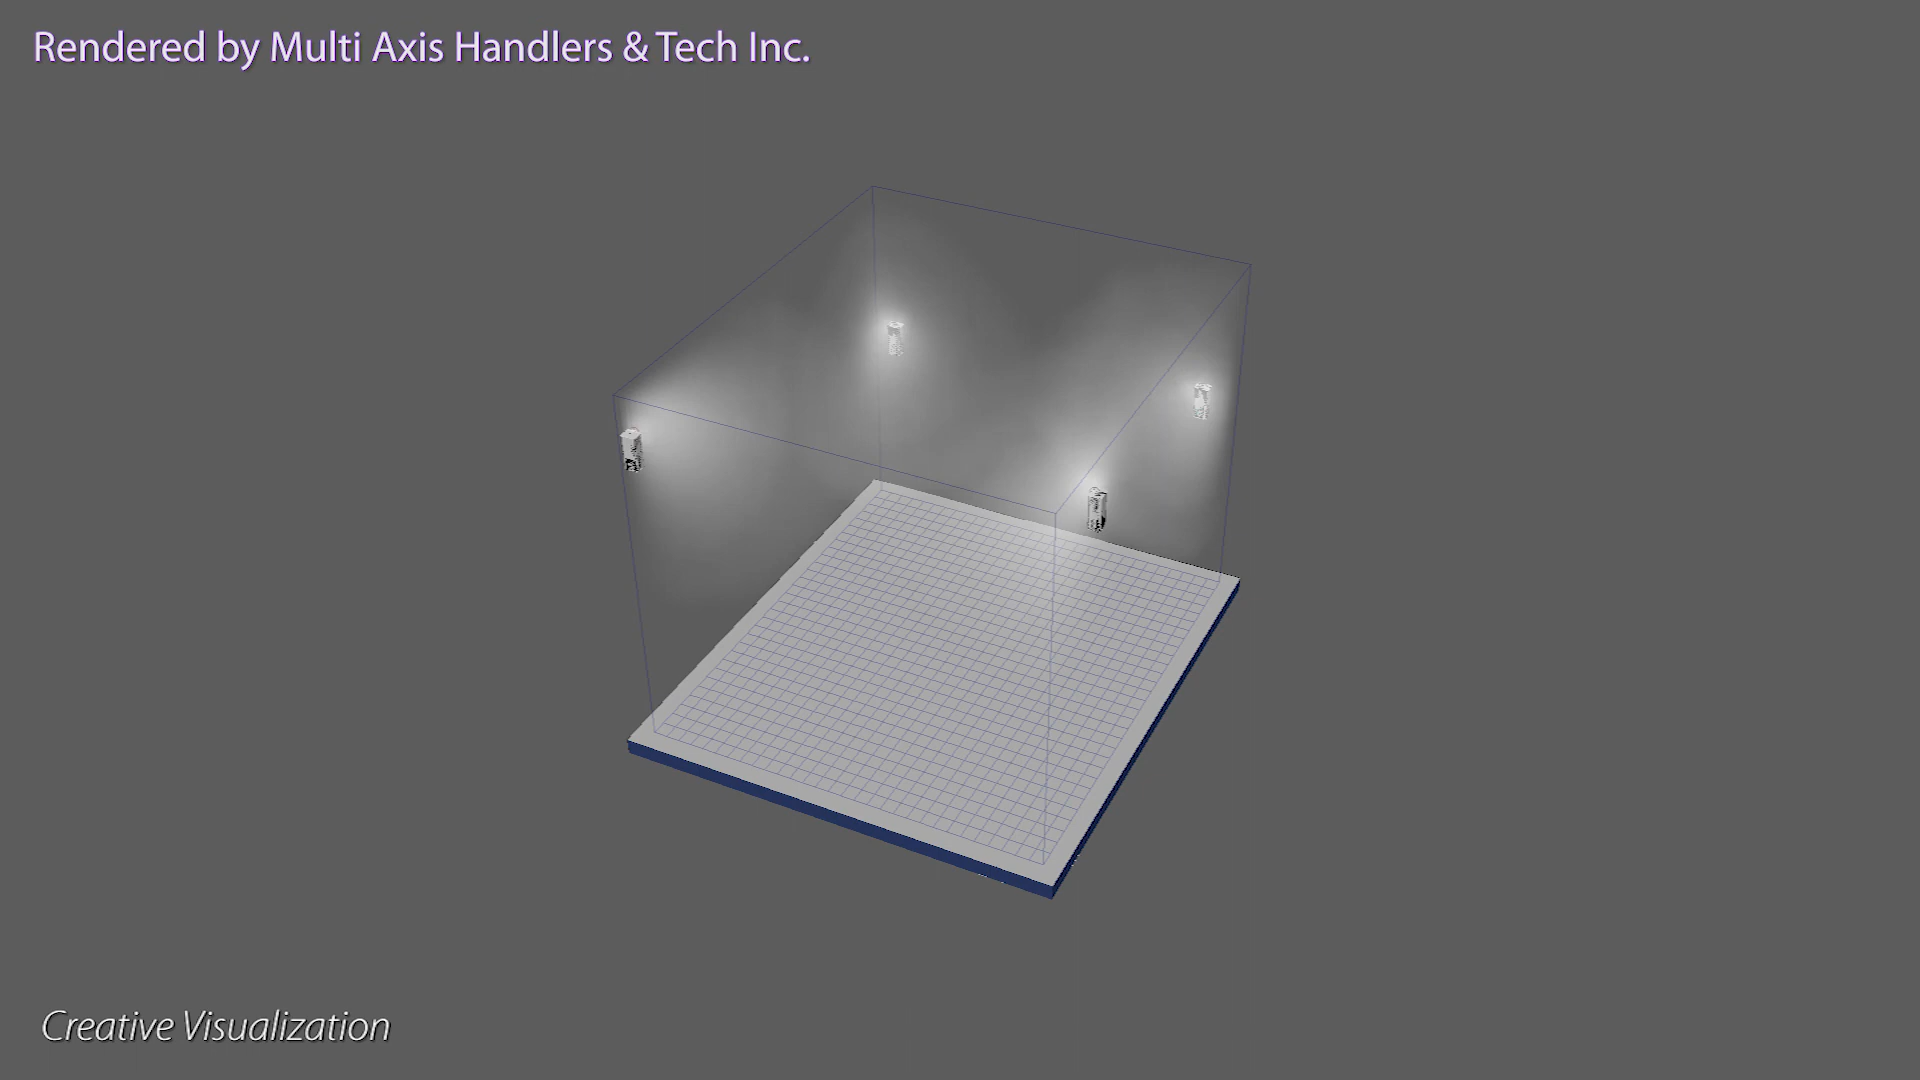 Rendered by Multi Axis Handlers & Tech Inc.
Creative Visualization